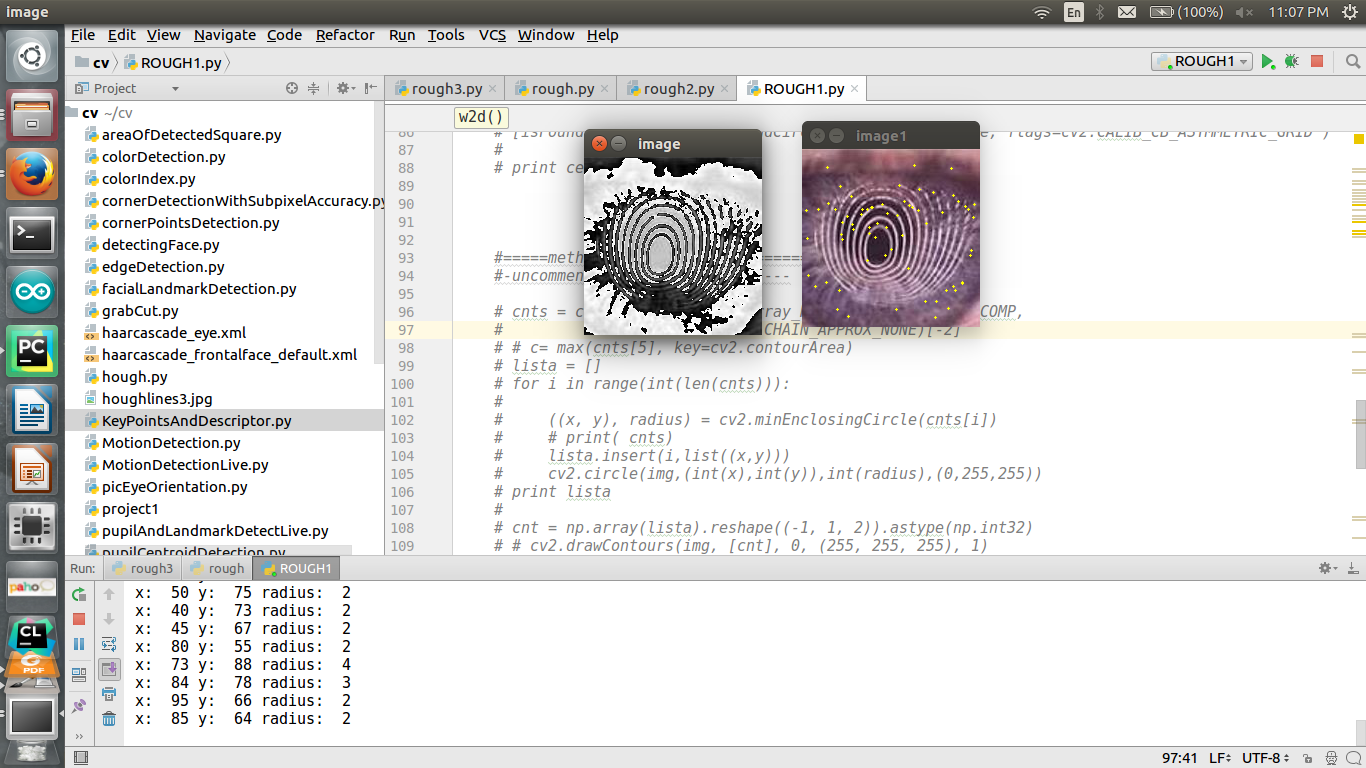 image
En
(100%)
11:07 PM
File Edit View Navigate Code Refactor Run Tools VCS Window Help
cv ROUGH1.py
ROUGH1
Project
rough3.py rough.py rough2.py ROUGH1.py
w2d()
cv ~/cv
areaOfDetectedSquare.py
colorDetection.py
colorIndex.py
cornerDetectionWithSubpixelAccuracy.py
cornerPointsDetection.py
detectingFace.py
edgeDetection.py
facialLandmarkDetection.py
grabCut.py
haarcascade_eye.xml
haarcascade_frontalface_default.xml
hough.py
houghlines3.jpg
KeyPointsAndDescriptor.py
MotionDetection.py
MotionDetectionLive.py
picEyeOrientation.py
project1
pupilAndLandmarkDetectLive.py
pupilCentroidDetection.py
image
image1
86 # [isFound flags=cv2.CALIB_CB_ASYMMETRIC_GRID )
87 #
88 # print ce
89
90
91
92
93 #=====meth
94 #-uncommen
95
96 # cnts = c COMP,
97 # CHAIN_APPROX_NONE)[-2]
98 # # c= max(cnts[5], key=cv2.contourArea)
99 # lista = []
100 # for i in range(int(len(cnts))):
101 #
102 # ((x, y), radius) = cv2.minEnclosingCircle(cnts[i])
103 # # print( cnts)
104 # lista.insert(i,list((x,y)))
105 # cv2.circle(img,(int(x),int(y)),int(radius),(0,255,255))
106 # print lista
107 #
108 # cnt = np.array(lista).reshape((-1, 1, 2)).astype(np.int32)
109 # # cv2.drawContours(img, [cnt], 0, (255, 255, 255), 1)
Run: rough3 rough ROUGH1
x: 50 y: 75 radius: 2
x: 40 y: 73 radius: 2
x: 45 y: 67 radius: 2
x: 80 y: 55 radius: 2
x: 73 y: 88 radius: 4
x: 84 y: 78 radius: 3
x: 95 y: 66 radius: 2
x: 85 y: 64 radius: 2
PC
paho
CL
PDF
97:41 LF UTF-8